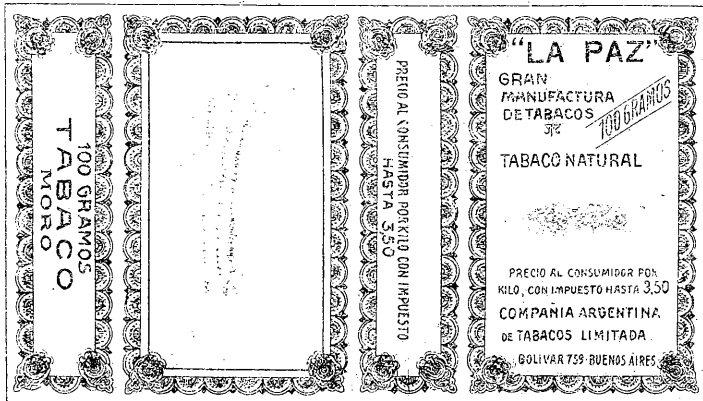 100 GRAMOS
TABACO
MORO
PRECIO AL CONSUMIDOR POR KILO CON IMPUESTO
HASTA 3,50
"LA PAZ"
GRAN
MANUFACTURA
DE TABACOS
100 GRAMOS
TABACO NATURAL
PRECIO AL CONSUMIDOR POR
KILO, CON IMPUESTO HASTA 3,50
COMPAÑIA ARGENTINA
DE TABACOS LIMITADA
BOLIVAR 759-BUENOS AIRES